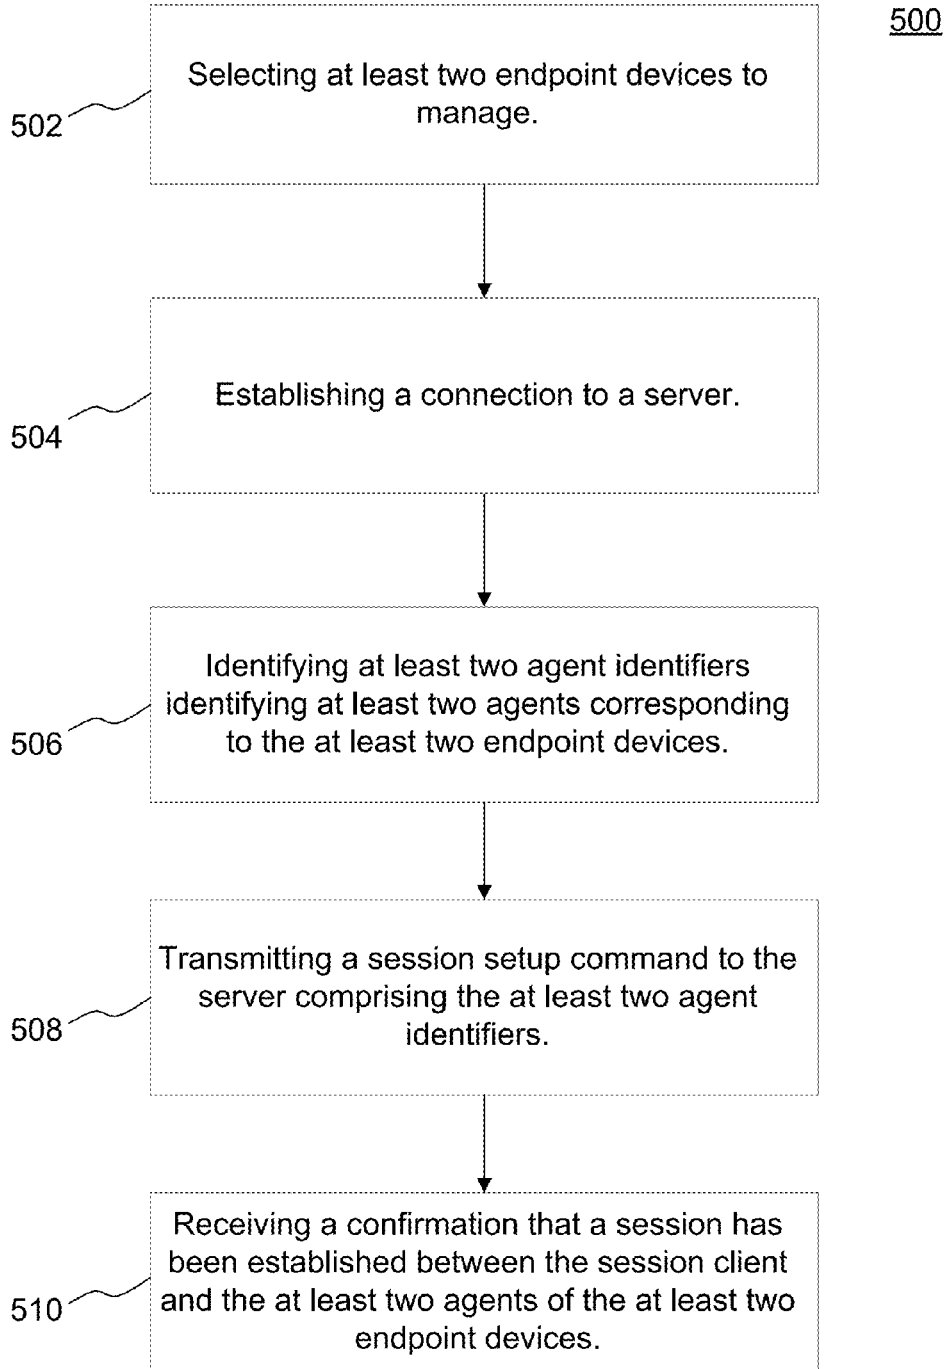 500
Selecting at least two endpoint devices to
manage.
502
Establishing a connection to a server.
504
Identifying at least two agent identifiers
identifying at least two agents corresponding
to the at least two endpoint devices.
506
Transmitting a session setup command to the
server comprising the at least two agent
identifiers.
508
Receiving a confirmation that a session has
been established between the session client
and the at least two agents of the at least two
endpoint devices.
510